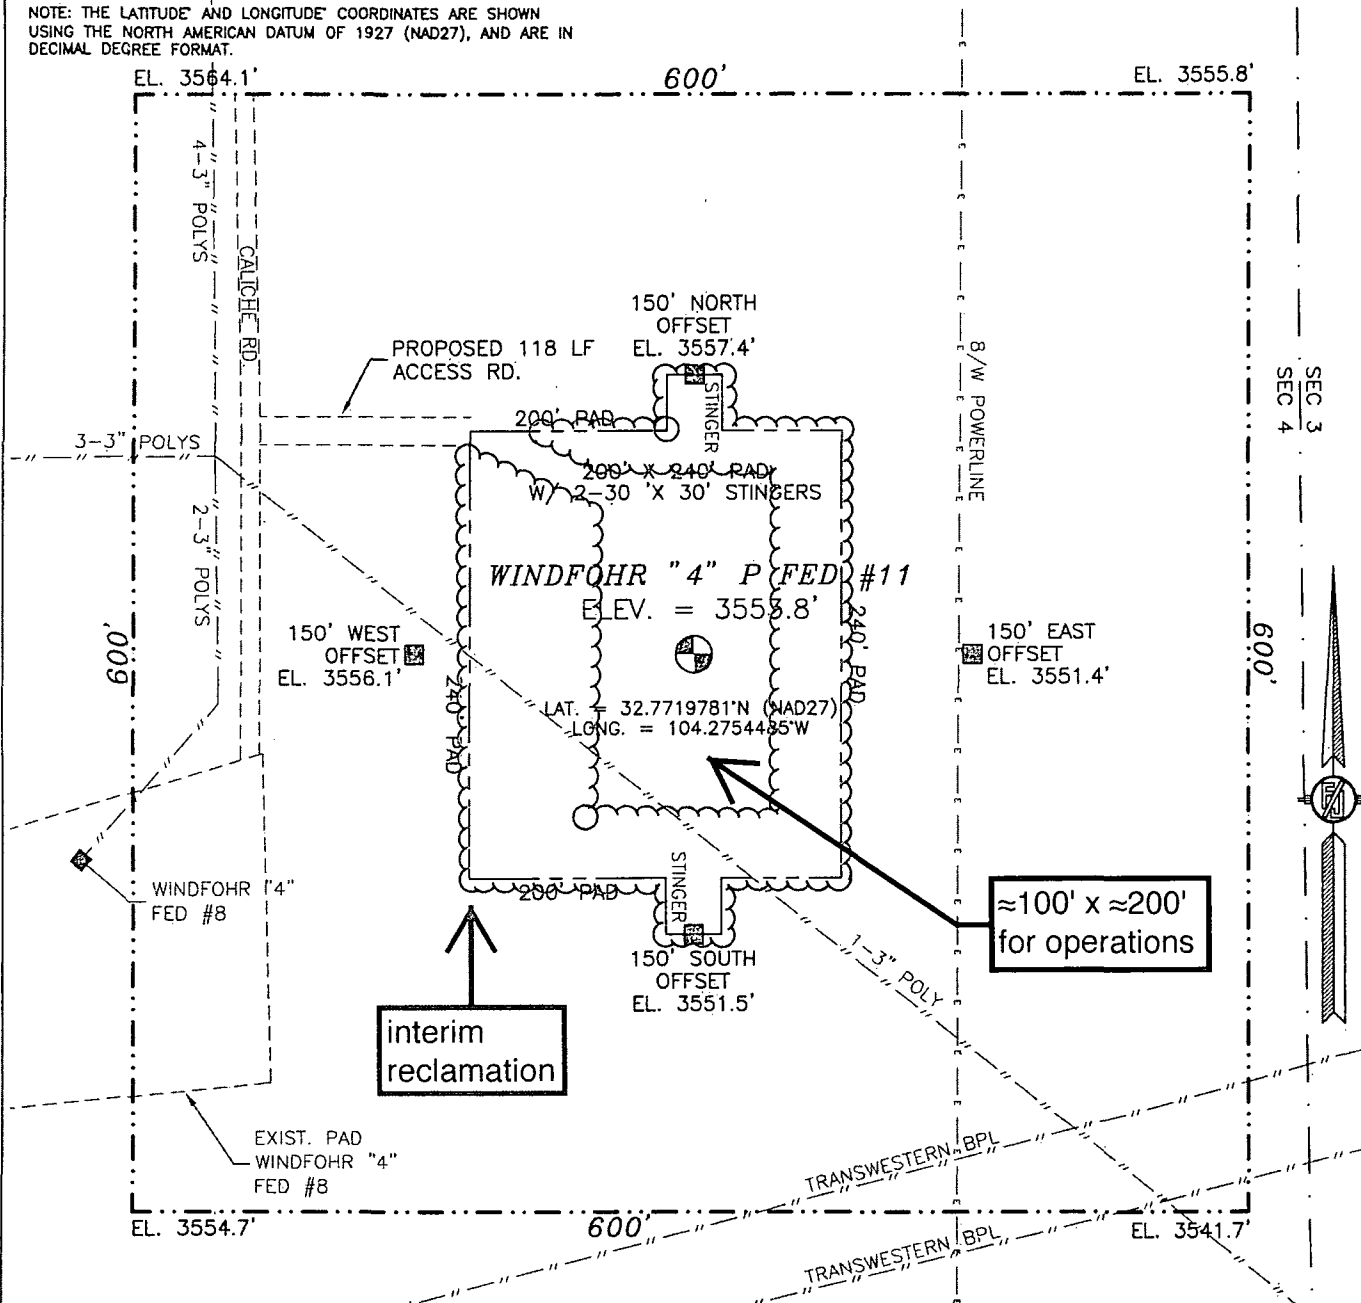 NOTE: THE LATITUDE AND LONGITUDE COORDINATES ARE SHOWN
USING THE NORTH AMERICAN DATUM OF 1927 (NAD27), AND ARE IN
DECIMAL DEGREE FORMAT.
EL. 3564.1'
600'
EL. 3555.8'
4-3" POLYS
CALICHE RD.
150' NORTH
OFFSET
EL. 3557.4'
PROPOSED 118 LF
ACCESS RD.
8/W POWERLINE
SEC 3
SEC 4
200' PAD
STINGER
3-3" POLYS
200' X 240' PAD
W/ 2-30 'X 30' STINGERS
2-3" POLYS
WINDFOHR "4" P FED #11
ELEV. = 3553.8'
600'
150' WEST
OFFSET
EL. 3556.1'
240' PAD
150' EAST
OFFSET
EL. 3551.4'
600'
240' PAD
LAT. = 32.7719781°N (NAD27)
LONG. = 104.2754485°W
WINDFOHR "4"
FED #8
200' PAD
STINGER
≈100' x ≈200'
for operations
150' SOUTH
OFFSET
EL. 3551.5'
1-3" POLY
interim
reclamation
EXIST. PAD
WINDFOHR "4"
FED #8
TRANSWESTERN BPL
EL. 3554.7'
600'
EL. 3541.7'
TRANSWESTERN BPL